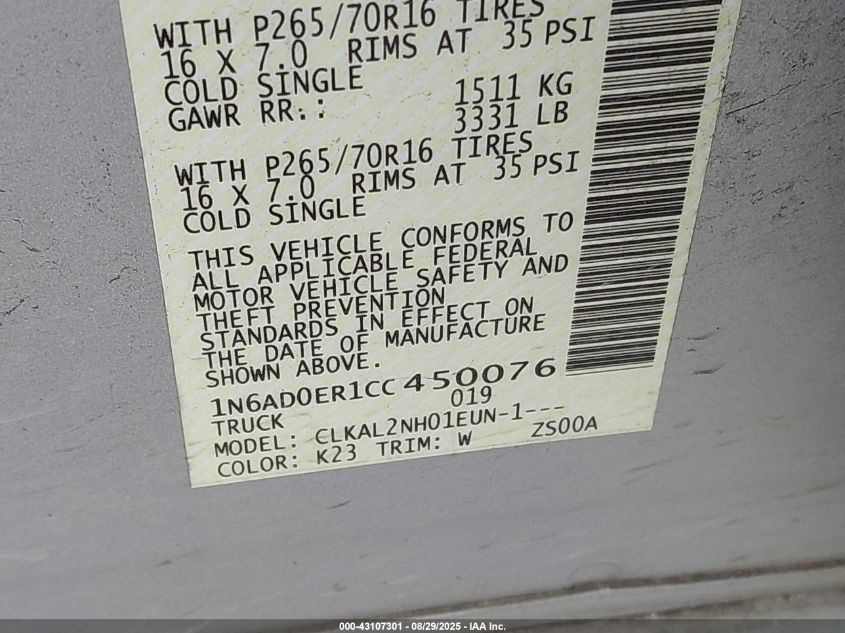 WITH P265/70R16 TIRES
16 X 7.0 RIMS AT 35 PSI
COLD SINGLE
GAWR RR.: 1511 KG
3331 LB
WITH P265/70R16 TIRES
16 X 7.0 RIMS AT 35 PSI
COLD SINGLE
THIS VEHICLE CONFORMS TO
ALL APPLICABLE FEDERAL
MOTOR VEHICLE SAFETY AND
THEFT PREVENTION
STANDARDS IN EFFECT ON
THE DATE OF MANUFACTURE
SHOWN ABOVE.
1N6AD0ER1CC450076
TRUCK 019
MODEL: CLKAL2NH01EUN-1---
COLOR: K23 TRIM: W ZS00A
000-43107301 - 08/29/2025 - IAA Inc.